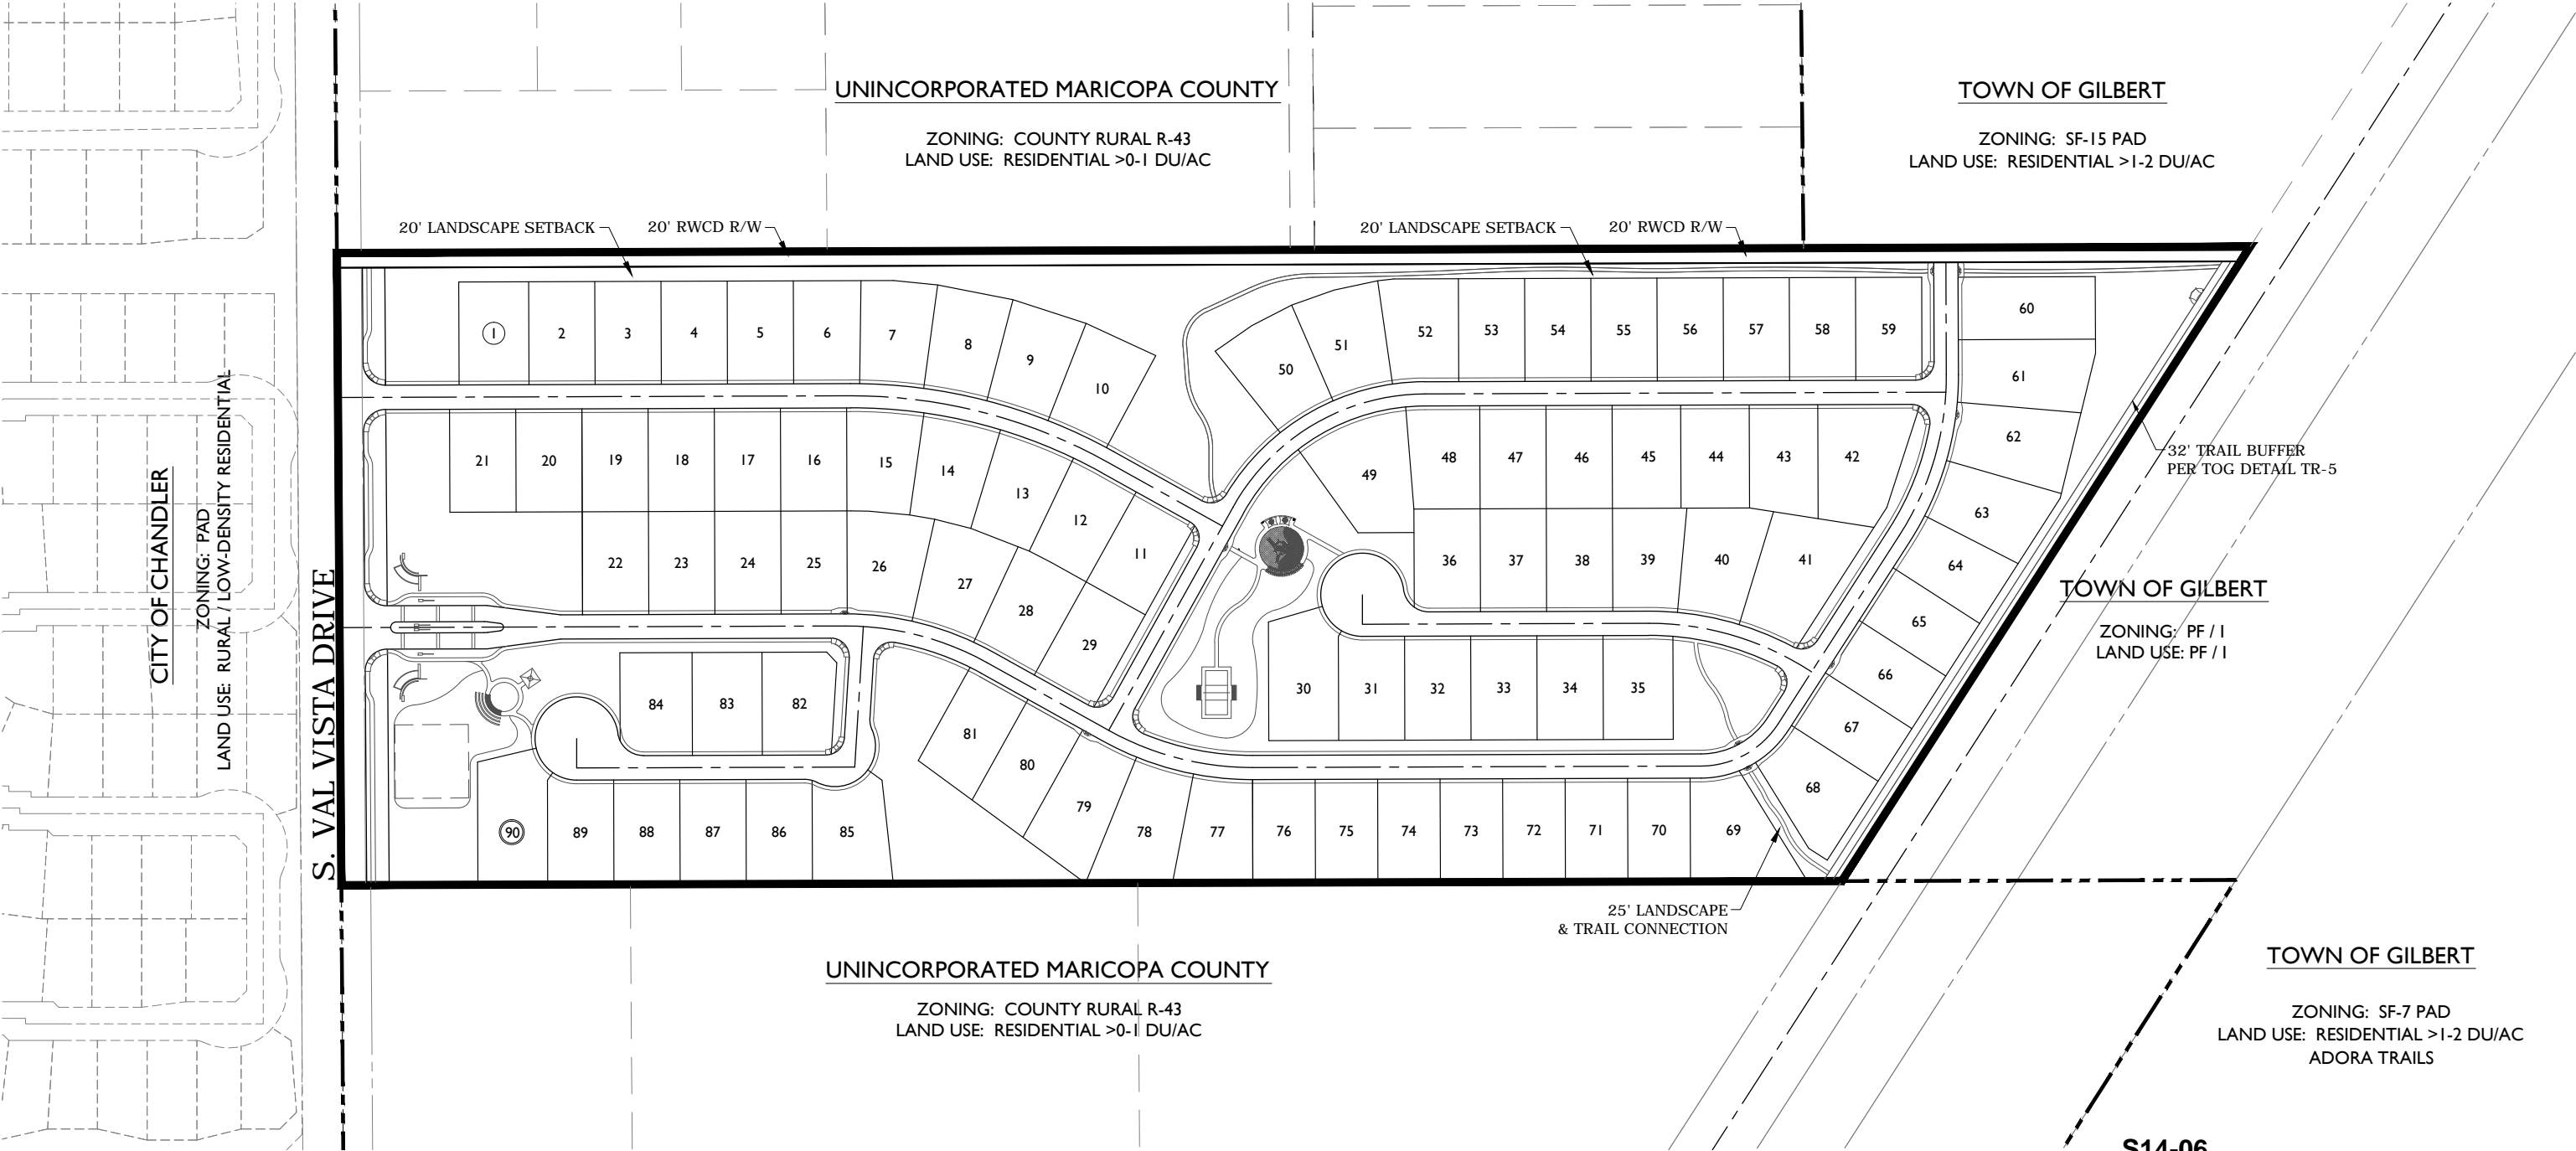 UNINCORPORATED MARICOPA COUNTY
ZONING: COUNTY RURAL R-43
LAND USE: RESIDENTIAL >0-1 DU/AC
TOWN OF GILBERT
ZONING: SF-15 PAD
LAND USE: RESIDENTIAL >1-2 DU/AC
20' LANDSCAPE SETBACK
20' RWCD R/W
20' LANDSCAPE SETBACK
20' RWCD R/W
1 2 3 4 5 6 7 8 9 10
50 51 52 53 54 55 56 57 58 59
60
61
62
63
64
65
66
67
68
21 20 19 18 17 16 15 14 13 12 11
49 48 47 46 45 44 43 42
22 23 24 25 26 27 28 29
36 37 38 39 40 41
30 31 32 33 34 35
84 83 82
81 80 79 78 77 76 75 74 73 72 71 70 69
90 89 88 87 86 85
32' TRAIL BUFFER
PER TOG DETAIL TR-5
CITY OF CHANDLER
ZONING: PAD
LAND USE: RURAL / LOW-DENSITY RESIDENTIAL
S. VAL VISTA DRIVE
TOWN OF GILBERT
ZONING: PF / I
LAND USE: PF / I
25' LANDSCAPE
& TRAIL CONNECTION
UNINCORPORATED MARICOPA COUNTY
ZONING: COUNTY RURAL R-43
LAND USE: RESIDENTIAL >0-1 DU/AC
TOWN OF GILBERT
ZONING: SF-7 PAD
LAND USE: RESIDENTIAL >1-2 DU/AC
ADORA TRAILS
S14-06